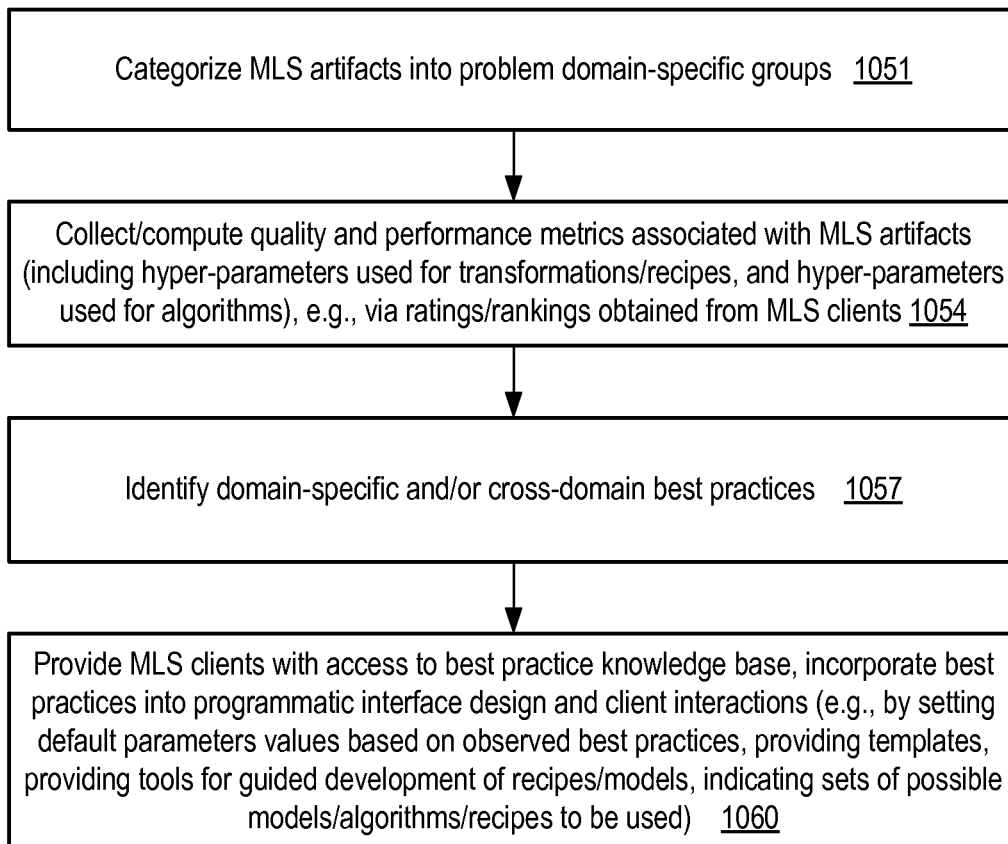 Categorize MLS artifacts into problem domain-specific groups 1051
Collect/compute quality and performance metrics associated with MLS artifacts
(including hyper-parameters used for transformations/recipes, and hyper-parameters
used for algorithms), e.g., via ratings/rankings obtained from MLS clients 1054
Identify domain-specific and/or cross-domain best practices 1057
Provide MLS clients with access to best practice knowledge base, incorporate best
practices into programmatic interface design and client interactions (e.g., by setting
default parameters values based on observed best practices, providing templates,
providing tools for guided development of recipes/models, indicating sets of possible
models/algorithms/recipes to be used) 1060